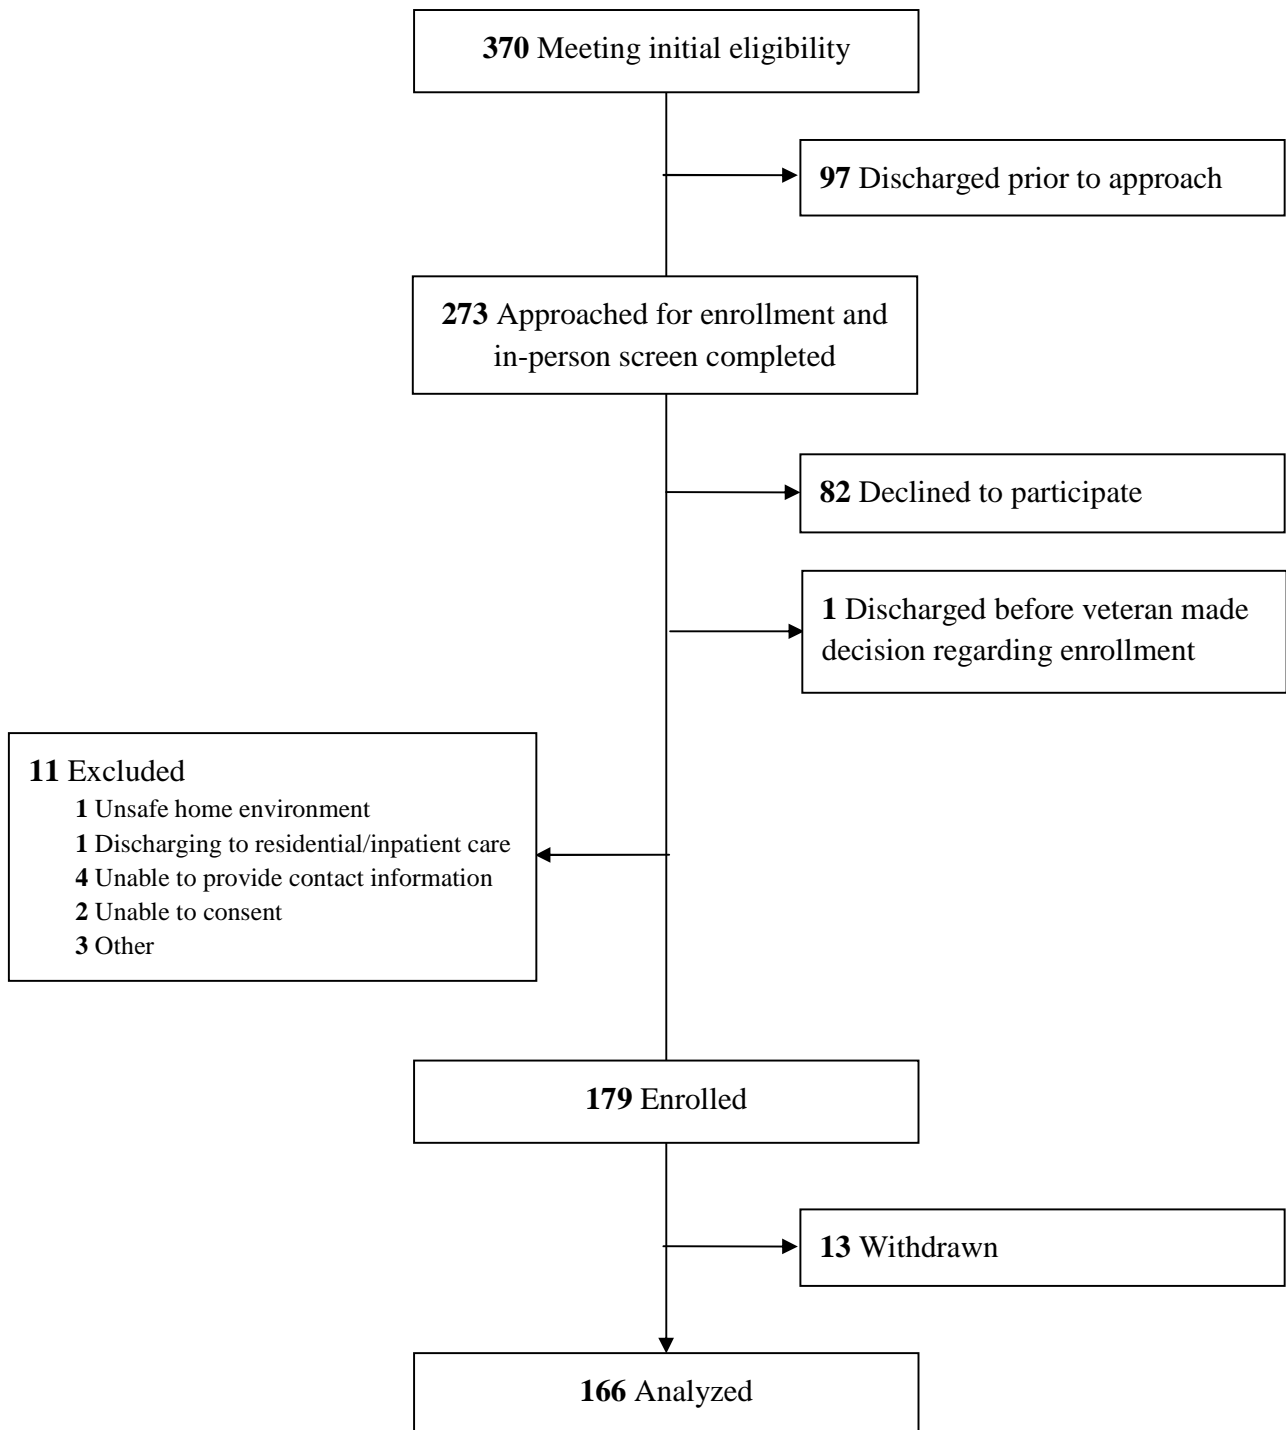 370 Meeting initial eligibility
97 Discharged prior to approach
273 Approached for enrollment and
in-person screen completed
82 Declined to participate
1 Discharged before veteran made
decision regarding enrollment
11 Excluded
1 Unsafe home environment
1 Discharging to residential/inpatient care
4 Unable to provide contact information
2 Unable to consent
3 Other
179 Enrolled
13 Withdrawn
166 Analyzed